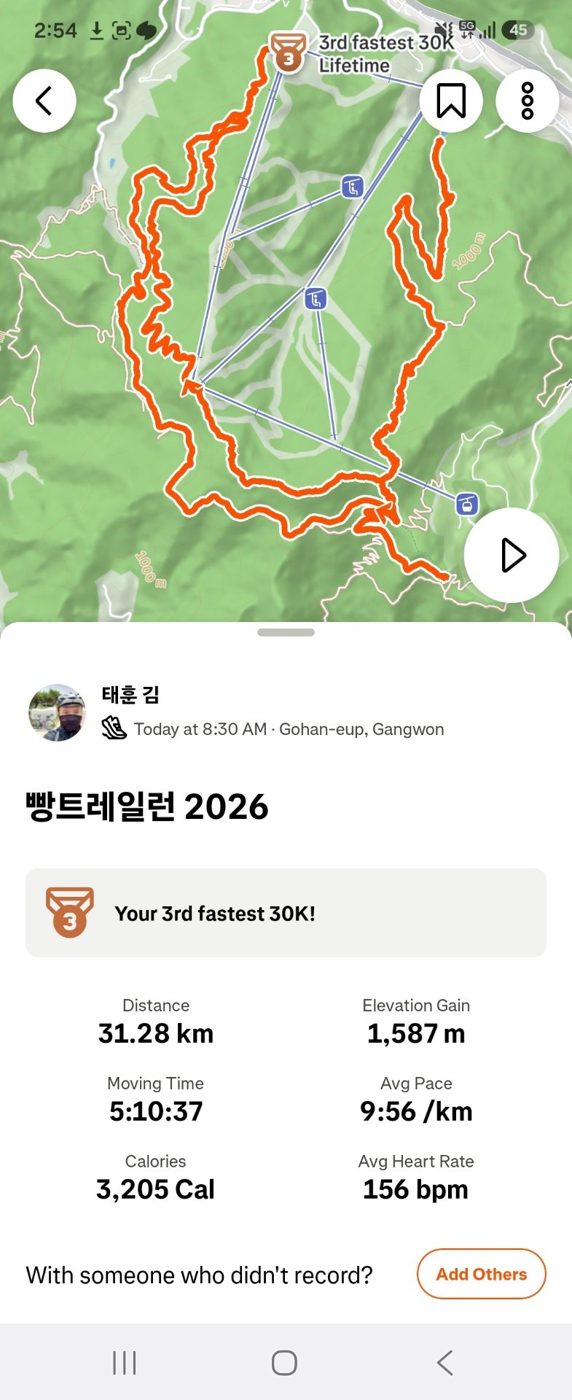 2:54
5G
45
3
3rd fastest 30K
Lifetime
1000 m
1000 m
태훈 김
Today at 8:30 AM · Gohan-eup, Gangwon
빵트레일런 2026
3
Your 3rd fastest 30K!
Distance
31.28 km
Elevation Gain
1,587 m
Moving Time
5:10:37
Avg Pace
9:56 /km
Calories
3,205 Cal
Avg Heart Rate
156 bpm
With someone who didn't record?
Add Others